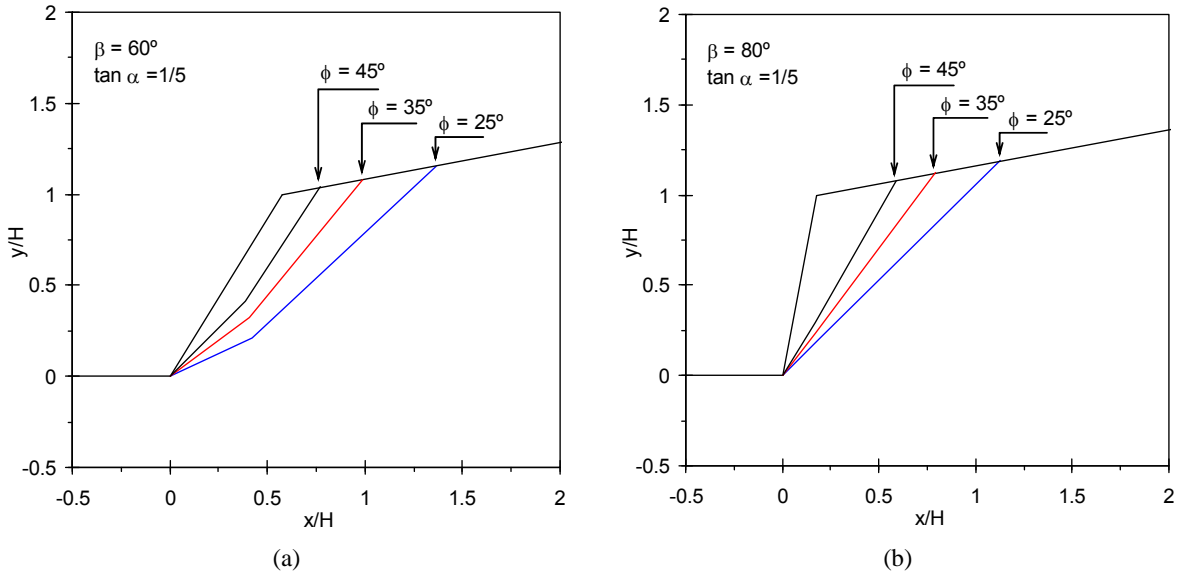 β = 60º
tan α =1/5
ϕ = 45º
ϕ = 35º
ϕ = 25º
2
1.5
1
0.5
0
-0.5
y/H
-0.5 0 0.5 1 1.5 2
x/H
(a)
β = 80º
tan α =1/5
ϕ = 45º
ϕ = 35º
ϕ = 25º
2
1.5
1
0.5
0
-0.5
y/H
-0.5 0 0.5 1 1.5 2
x/H
(b)